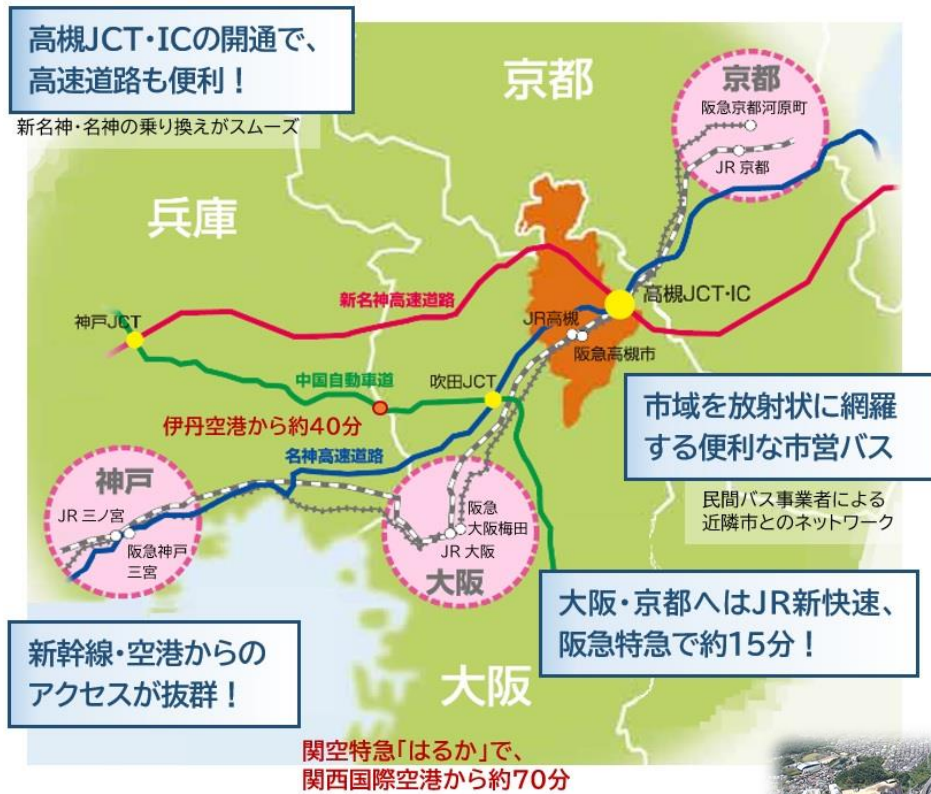 高槻JCT・ICの開通で、
高速道路も便利！
新名神・名神の乗り換えがスムーズ
京都
京都
阪急京都河原町
JR 京都
兵庫
新名神高速道路
高槻JCT・IC
神戸JCT
JR高槻
阪急高槻市
中国自動車道
吹田JCT
伊丹空港から約40分
市域を放射状に網羅
する便利な市営バス
民間バス事業者による
近隣市とのネットワーク
名神高速道路
神戸
JR 三ノ宮
阪急神戸
三宮
阪急
大阪梅田
JR 大阪
大阪
大阪・京都へはJR新快速、
阪急特急で約15分！
新幹線・空港からの
アクセスが抜群！
大阪
関空特急「はるか」で、
関西国際空港から約70分